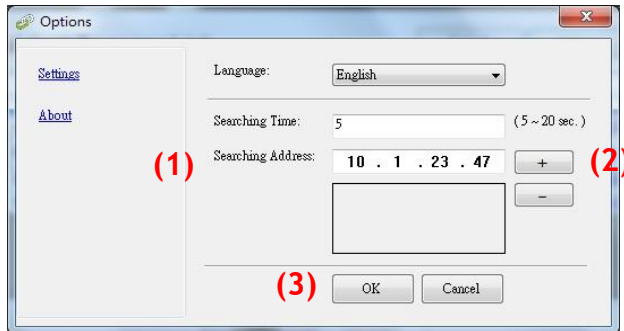 Options
Settings
About
Language: English
Searching Time: 5 ( 5 ~ 20 sec. )
(1) Searching Address: 10 . 1 . 23 . 47 + (2)
−
(3) OK Cancel